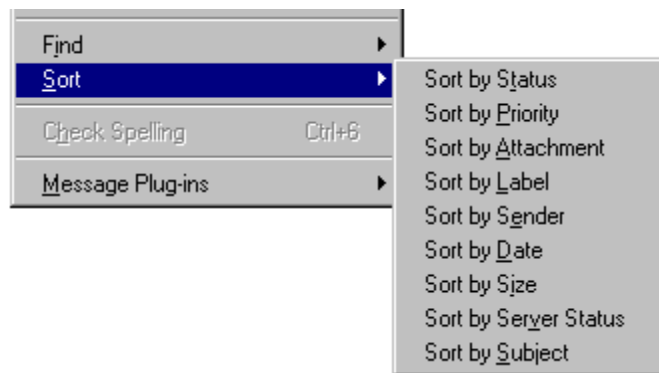 Find
Sort
Check Spelling Ctrl+6
Message Plug-ins
Sort by Status
Sort by Priority
Sort by Attachment
Sort by Label
Sort by Sender
Sort by Date
Sort by Size
Sort by Server Status
Sort by Subject